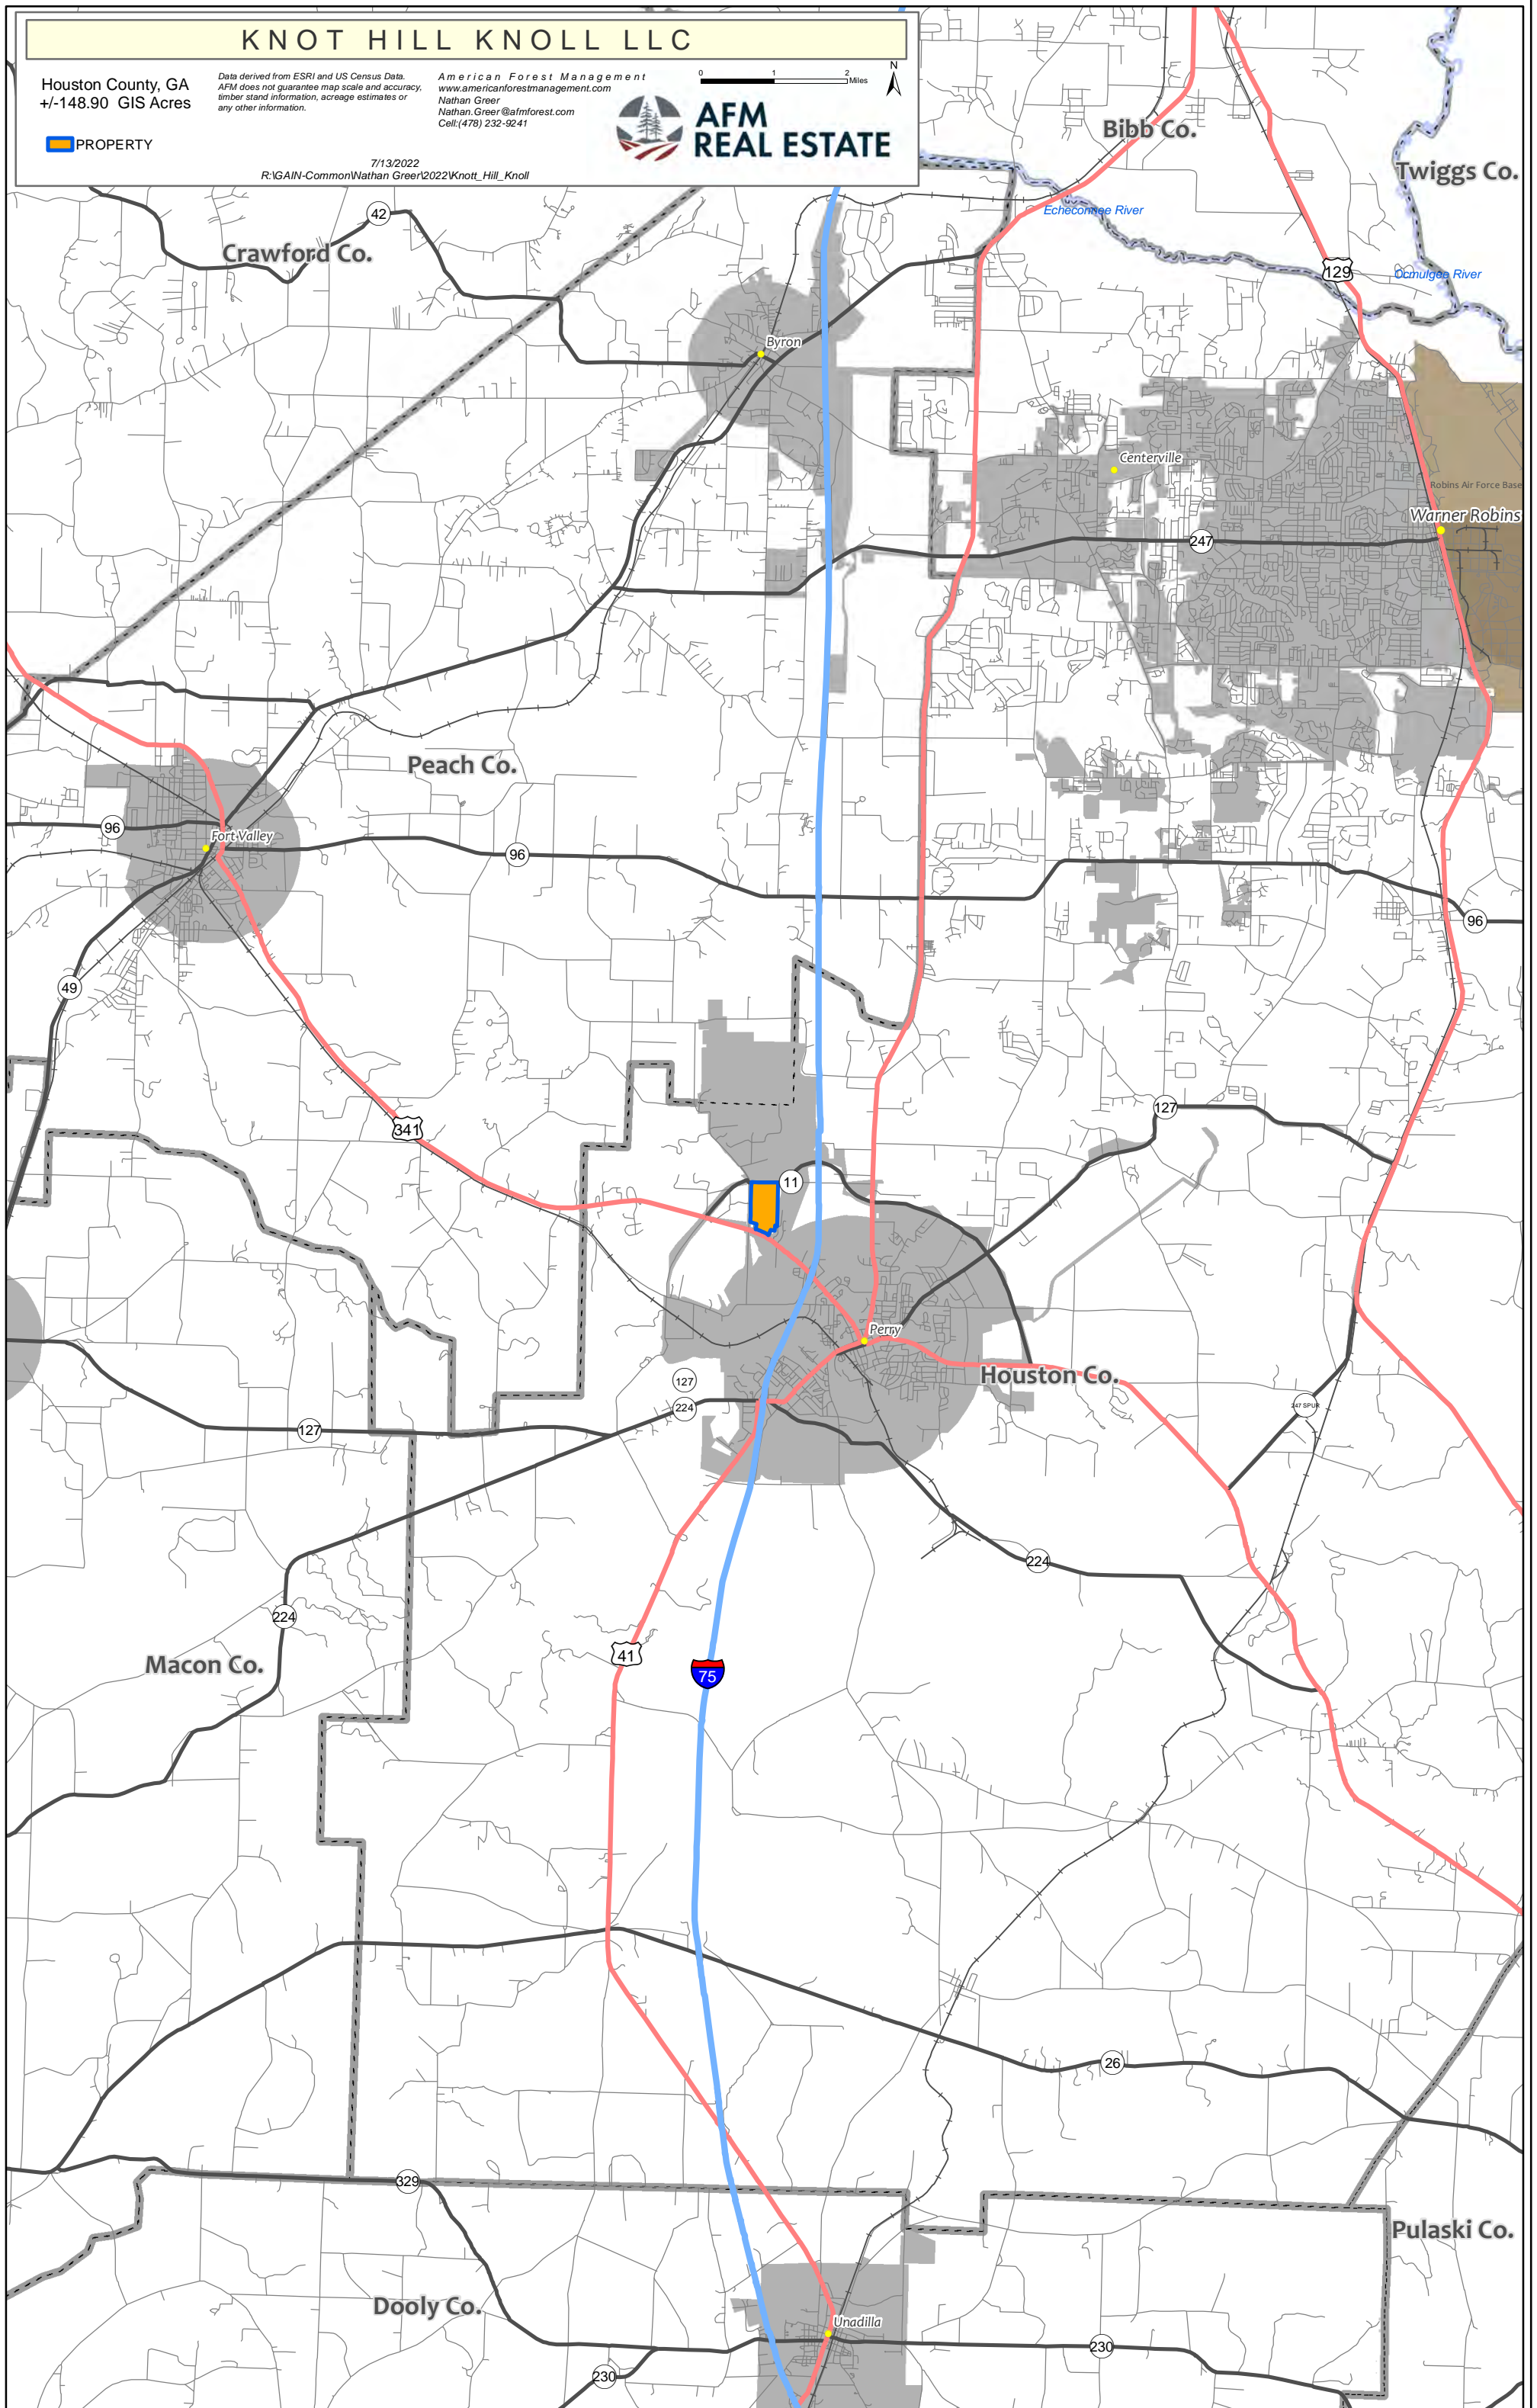 KNOT HILL KNOLL LLC
Houston County, GA
+/-148.90 GIS Acres
PROPERTY
Data derived from ESRI and US Census Data.
AFM does not guarantee map scale and accuracy,
timber stand information, acreage estimates or
any other information.
American Forest Management
www.americanforestmanagement.com
Nathan Greer
Nathan.Greer@afmforest.com
Cell:(478) 232-9241
0 1 2
Miles
N
AFM
REAL ESTATE
7/13/2022
R:\GAIN-Common\Nathan Greer\2022\Knott_Hill_Knoll
Bibb Co.
Twiggs Co.
42
Echeconnee River
Crawford Co.
129
Ocmulgee River
Byron
Centerville
Robins Air Force Base
Warner Robins
247
Peach Co.
96
Fort Valley
96
96
49
127
341
11
Perry
Houston Co.
127
224
247 SPUR
127
224
224
41
Macon Co.
75
26
329
Pulaski Co.
Dooly Co.
Unadilla
230
230